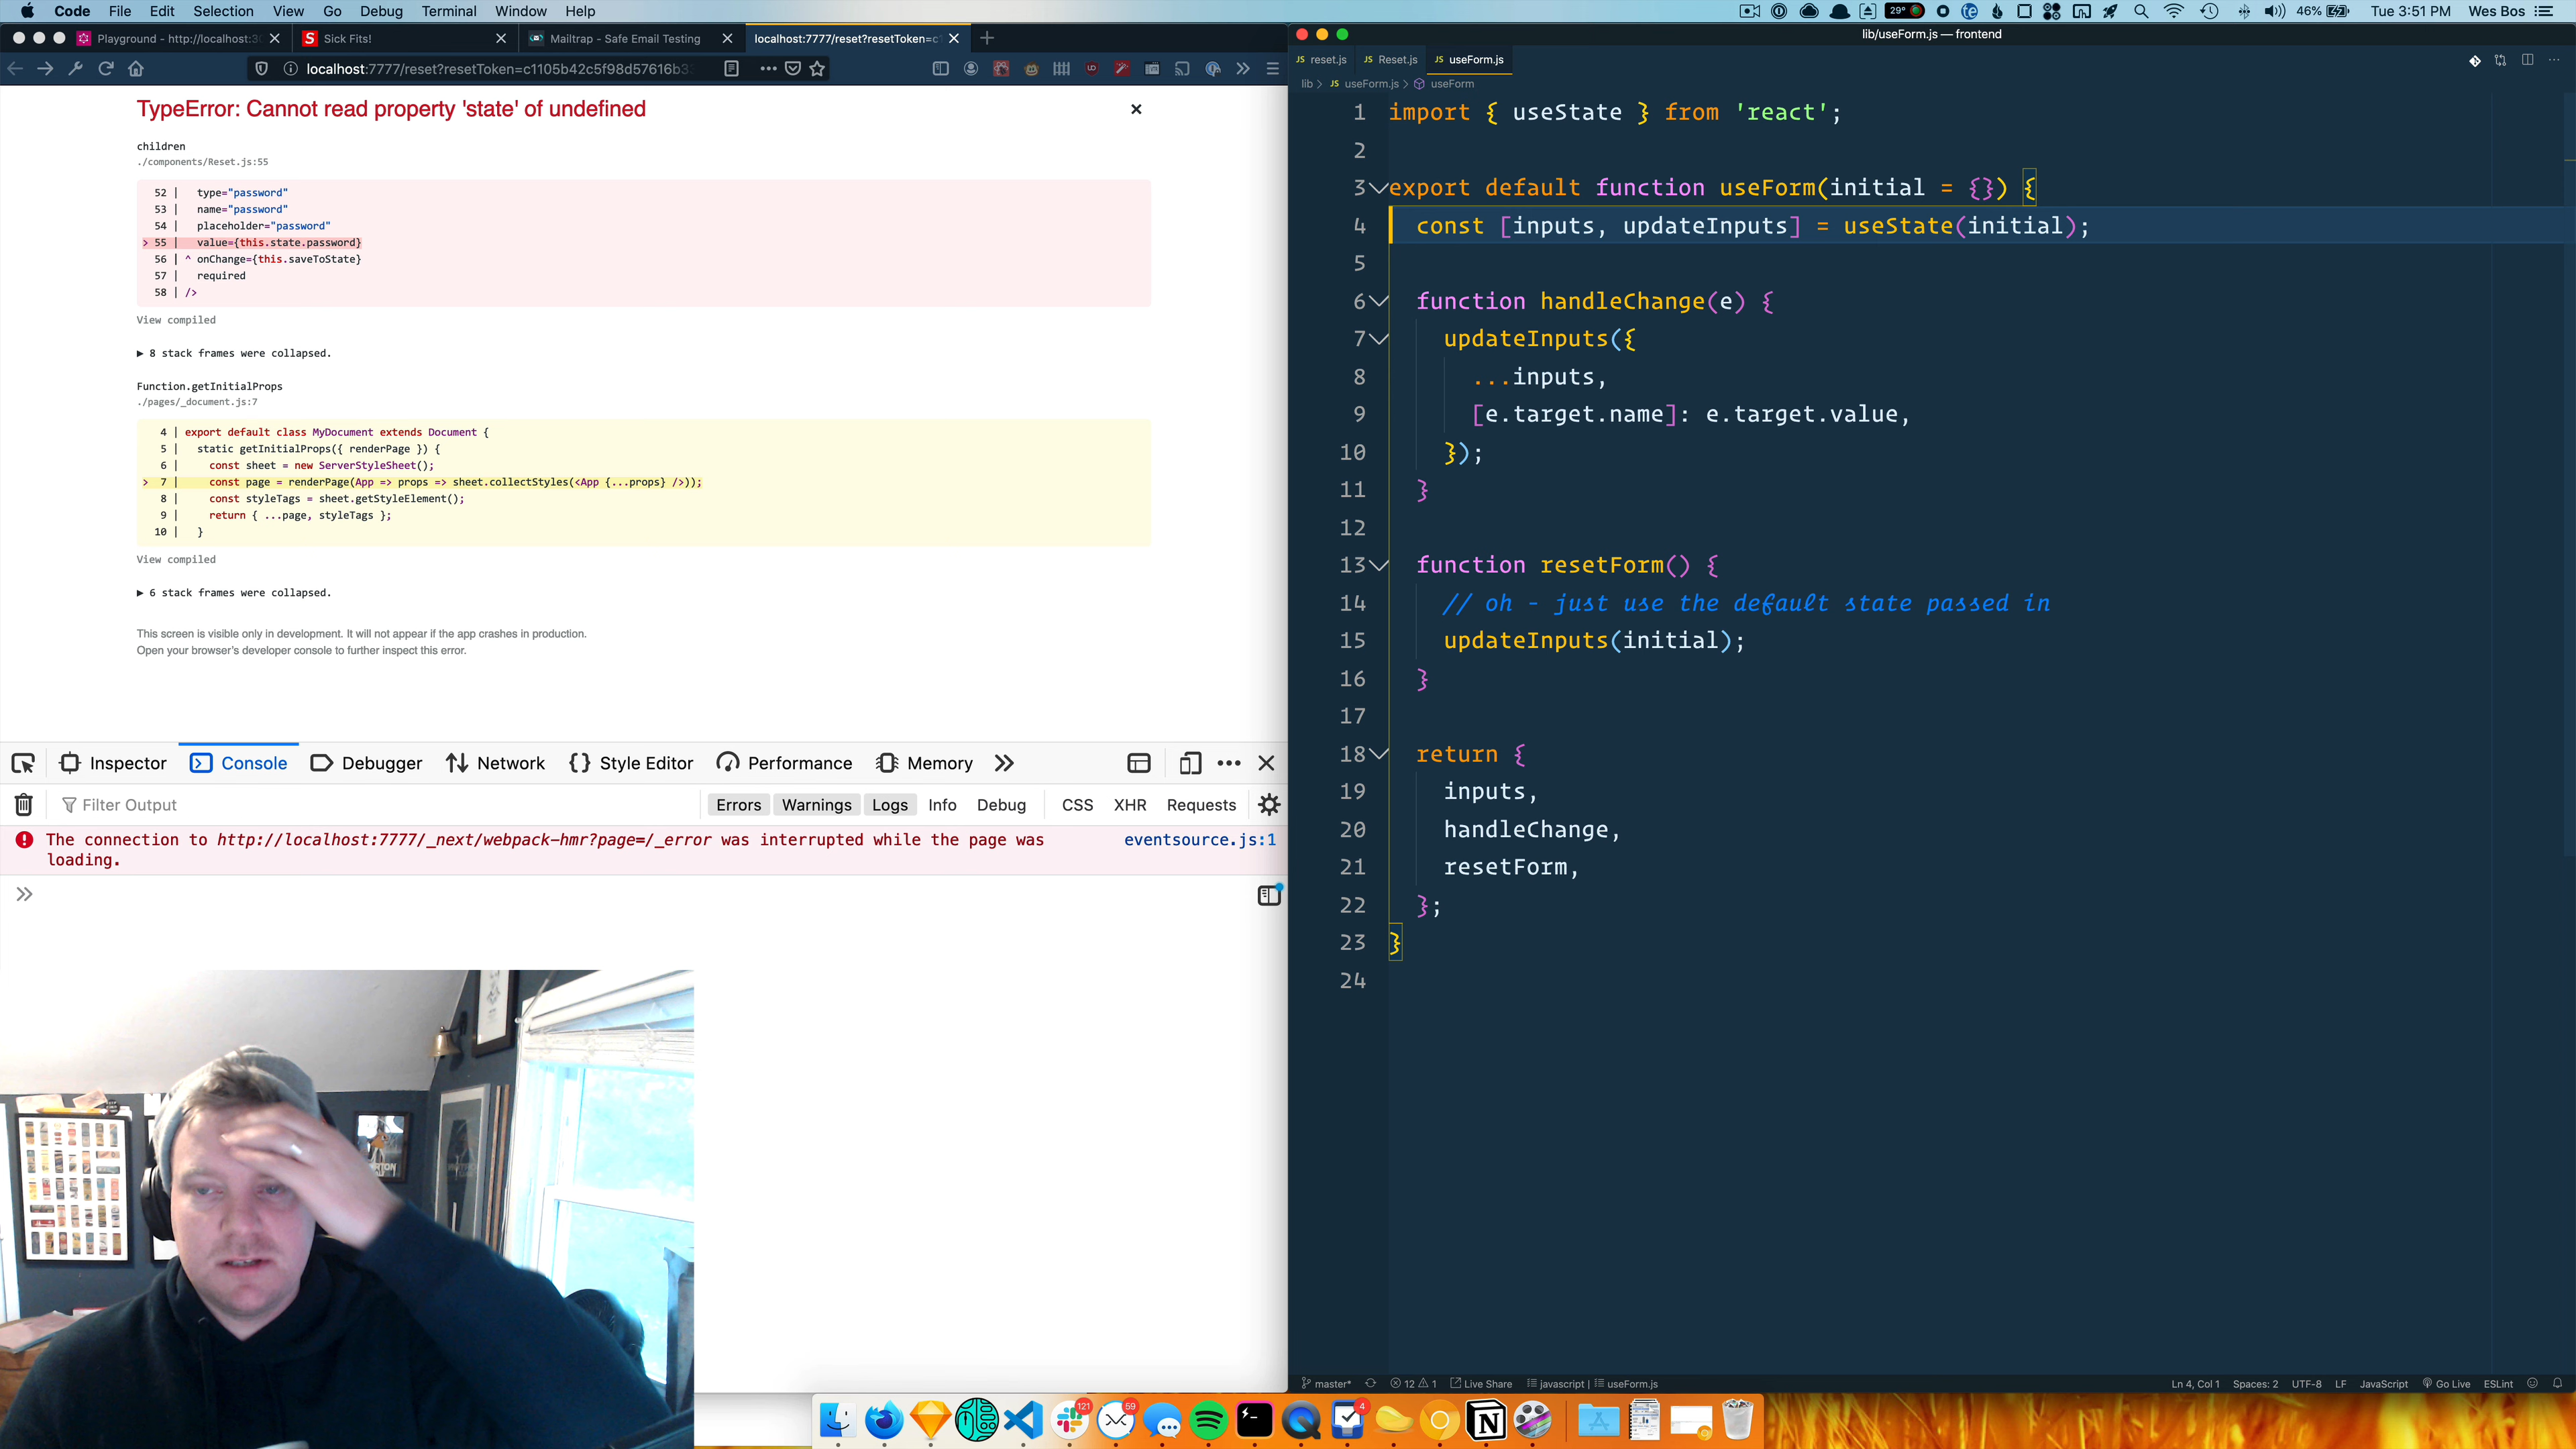 Code File Edit Selection View Go Debug Terminal Window Help
29° 46% Tue 3:51 PM Wes Bos
Playground - http://localhost:30
Sick Fits!
Mailtrap - Safe Email Testing
localhost:7777/reset?resetToken=c1
localhost:7777/reset?resetToken=c1105b42c5f98d57616b33
TypeError: Cannot read property 'state' of undefined
children
./components/Reset.js:55
52 | type="password"
53 | name="password"
54 | placeholder="password"
> 55 | value={this.state.password}
56 | ^ onChange={this.saveToState}
57 | required
58 | />
View compiled
▶ 8 stack frames were collapsed.
Function.getInitialProps
./pages/_document.js:7
4 | export default class MyDocument extends Document {
5 | static getInitialProps({ renderPage }) {
6 | const sheet = new ServerStyleSheet();
> 7 | const page = renderPage(App => props => sheet.collectStyles(<App {...props} />));
8 | const styleTags = sheet.getStyleElement();
9 | return { ...page, styleTags };
10 | }
View compiled
▶ 6 stack frames were collapsed.
This screen is visible only in development. It will not appear if the app crashes in production.
Open your browser's developer console to further inspect this error.
Inspector Console Debugger Network Style Editor Performance Memory
Filter Output Errors Warnings Logs Info Debug CSS XHR Requests
The connection to http://localhost:7777/_next/webpack-hmr?page=/_error was interrupted while the page was eventsource.js:1
loading.
lib/useForm.js — frontend
JS reset.js JS Reset.js JS useForm.js
lib > JS useForm.js > useForm
1 import { useState } from 'react';
2
3 export default function useForm(initial = {}) {
4 const [inputs, updateInputs] = useState(initial);
5
6 function handleChange(e) {
7 updateInputs({
8 ...inputs,
9 [e.target.name]: e.target.value,
10 });
11 }
12
13 function resetForm() {
14 // oh - just use the default state passed in
15 updateInputs(initial);
16 }
17
18 return {
19 inputs,
20 handleChange,
21 resetForm,
22 };
23 }
24
master* 12 1 Live Share javascript | useForm.js Ln 4, Col 1 Spaces: 2 UTF-8 LF JavaScript Go Live ESLint
121 59 4